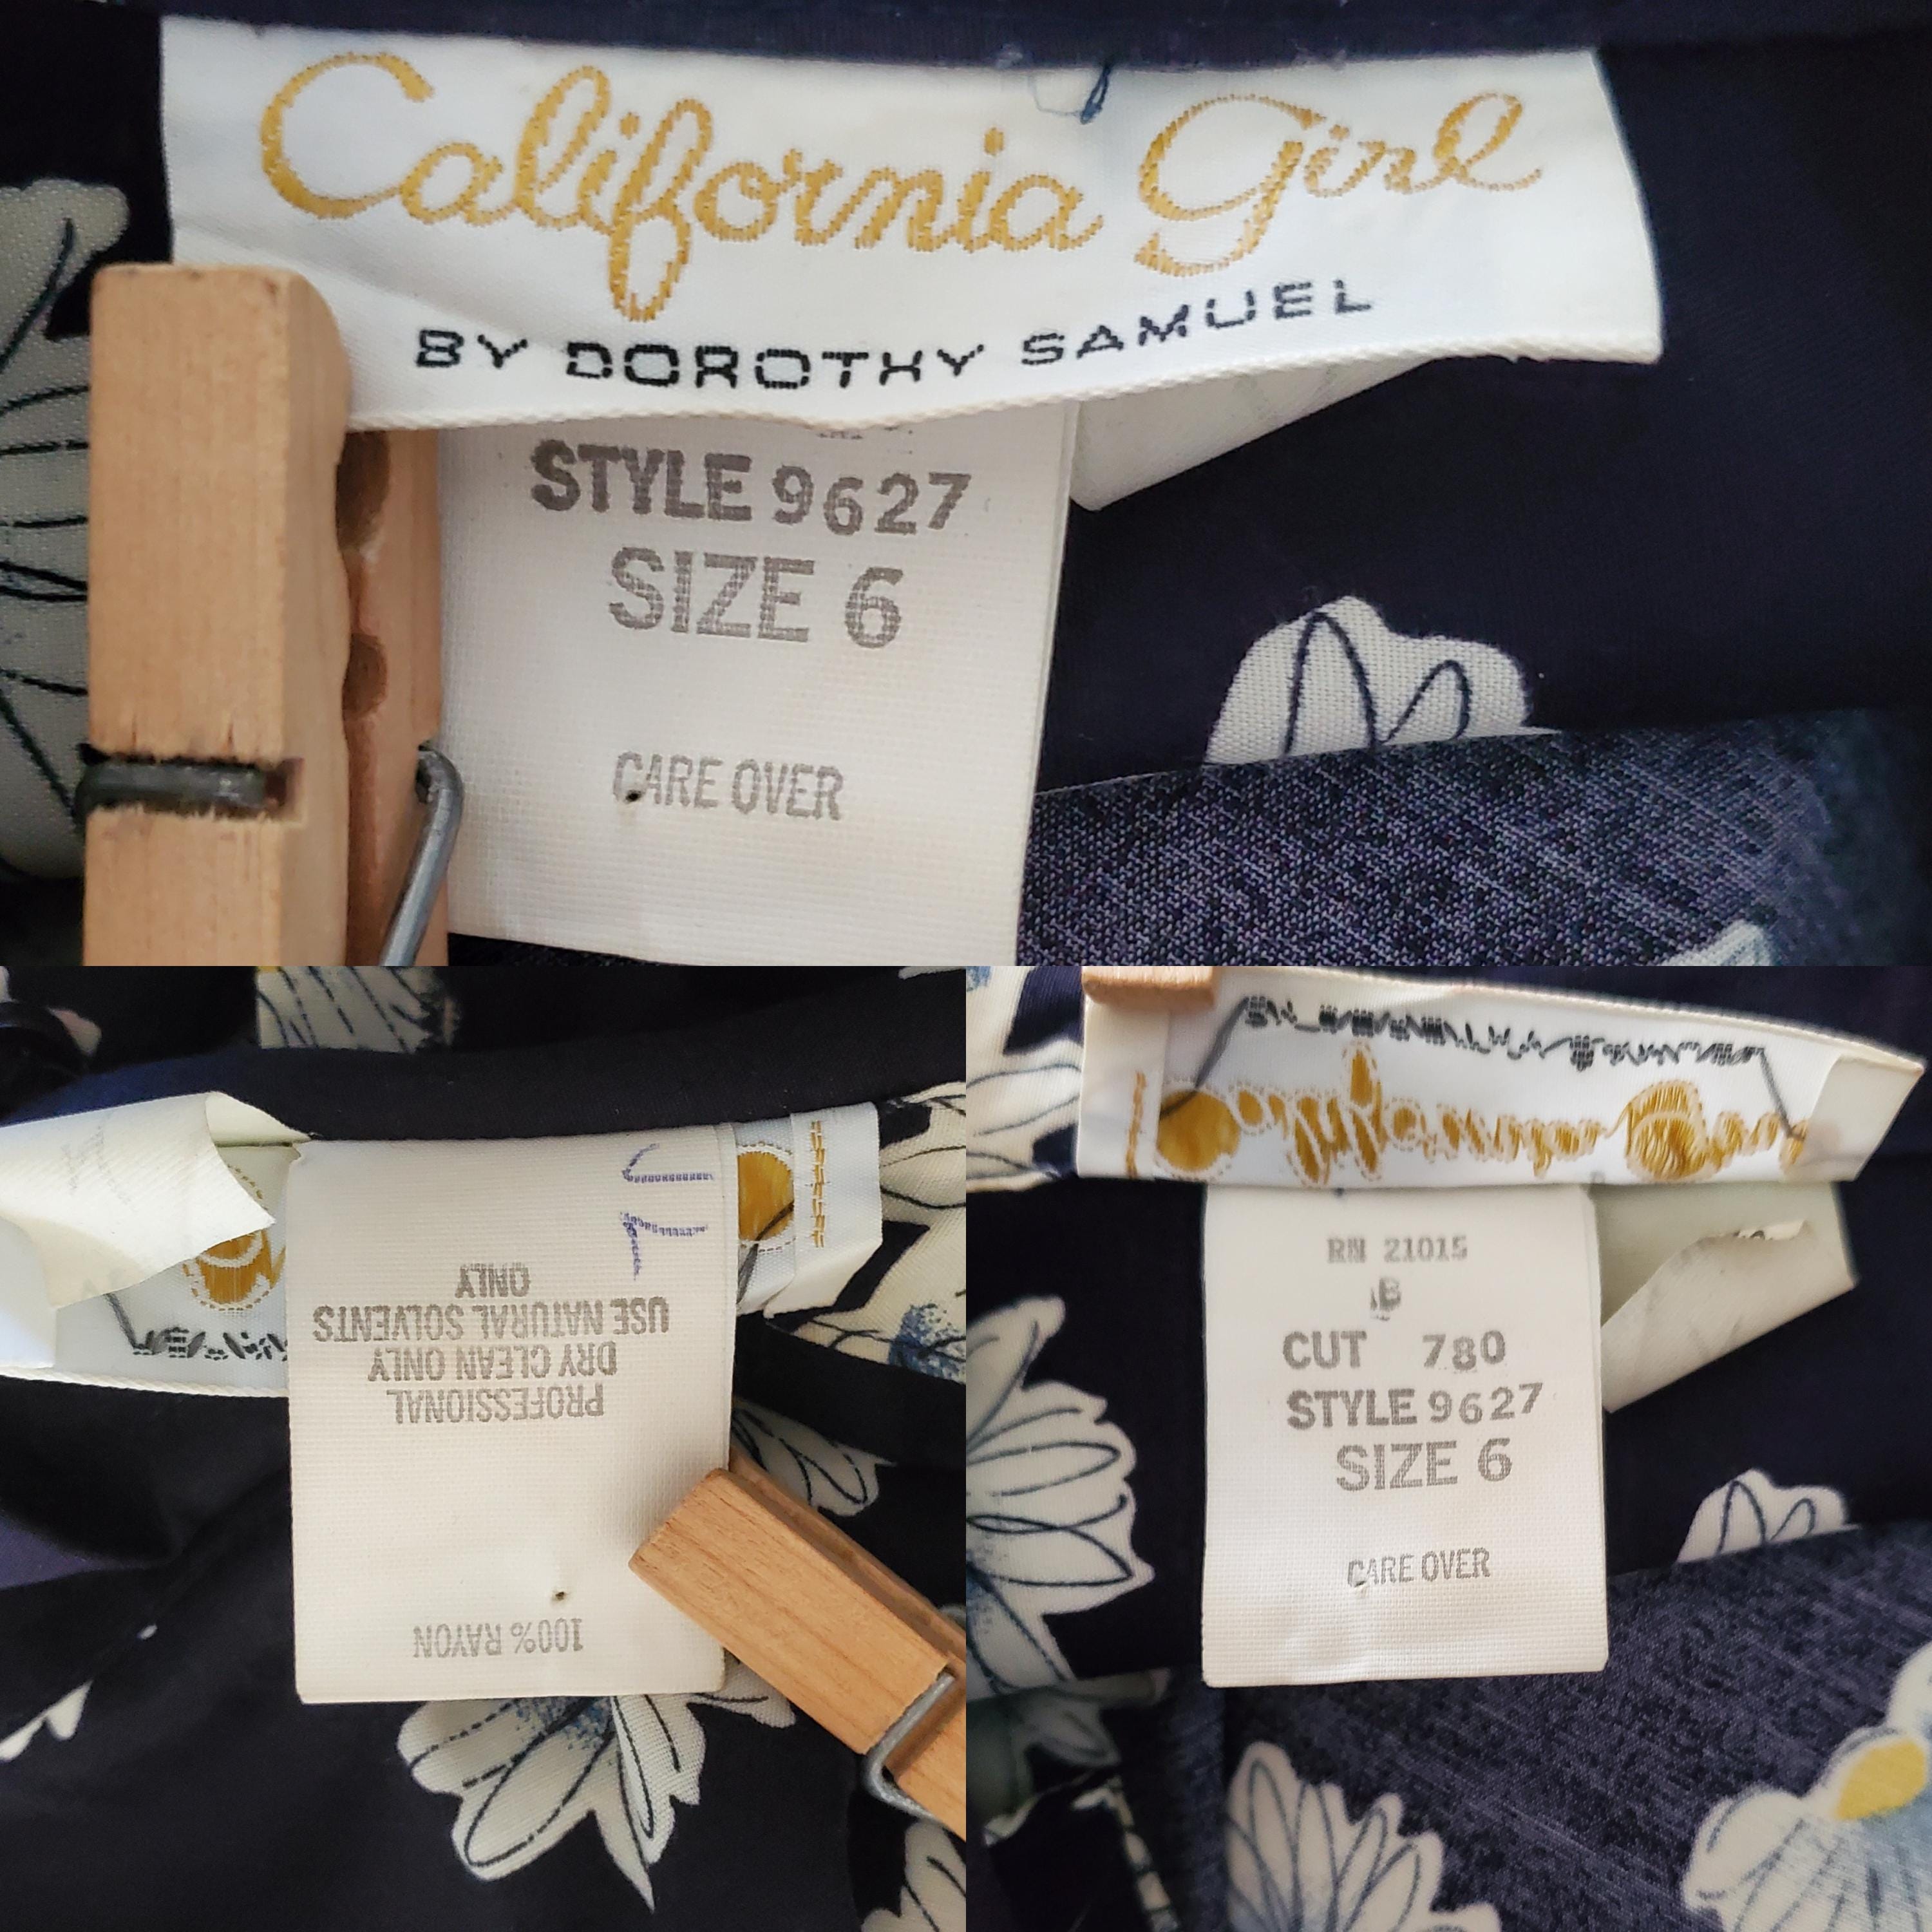 California Girl
BY DOROTHY SAMUEL
STYLE 9627
SIZE 6
CARE OVER
100% RAYON
PROFESSIONAL
DRY CLEAN ONLY
USE NATURAL SOLVENTS
ONLY
RN 21015
B
CUT 780
STYLE 9627
SIZE 6
CARE OVER